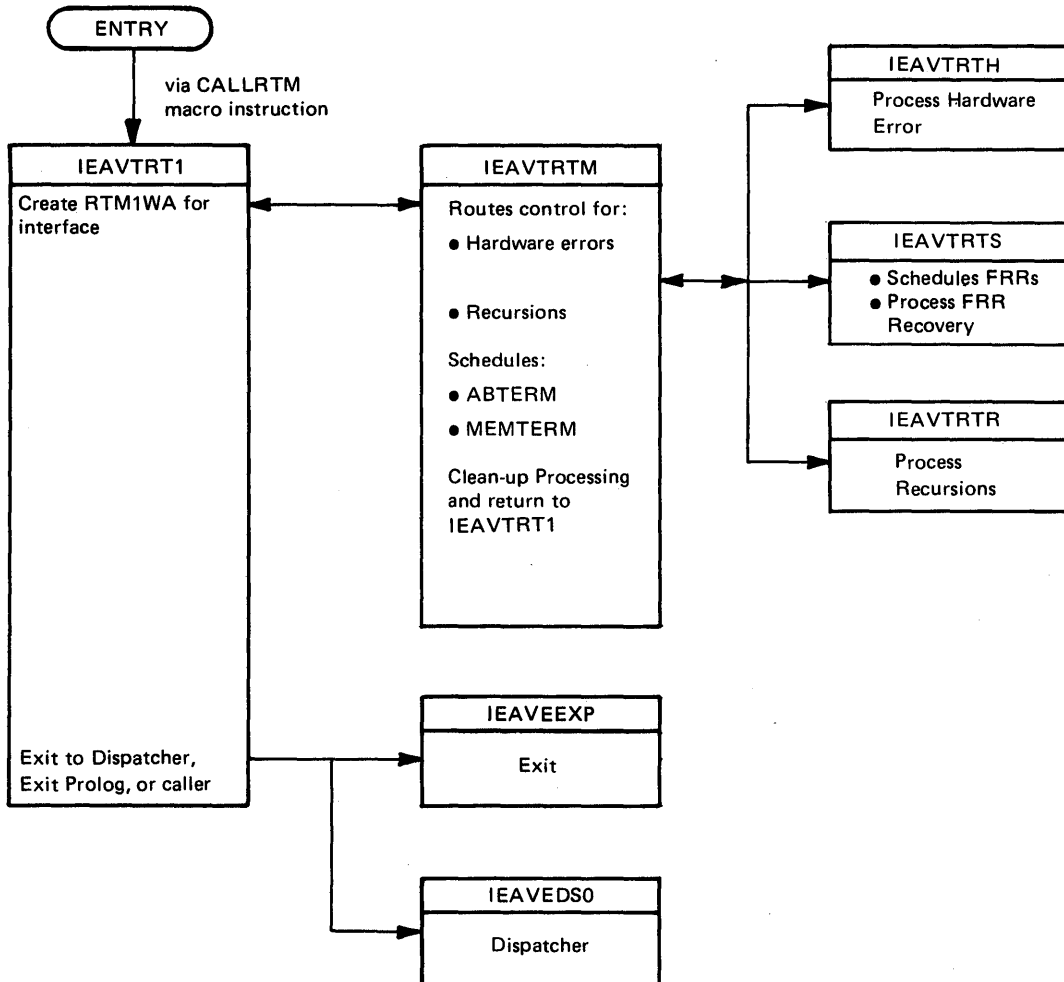 ENTRY
via CALLRTM
macro instruction
IEAVTRT1
Create RTM1WA for
interface
Exit to Dispatcher,
Exit Prolog, or caller
IEAVTRTM
Routes control for:
● Hardware errors
● Recursions
Schedules:
● ABTERM
● MEMTERM
Clean-up Processing
and return to
IEAVTRT1
IEAVEEXP
Exit
IEAVEDS0
Dispatcher
IEAVTRTH
Process Hardware
Error
IEAVTRTS
● Schedules FRRs
● Process FRR
Recovery
IEAVTRTR
Process
Recursions